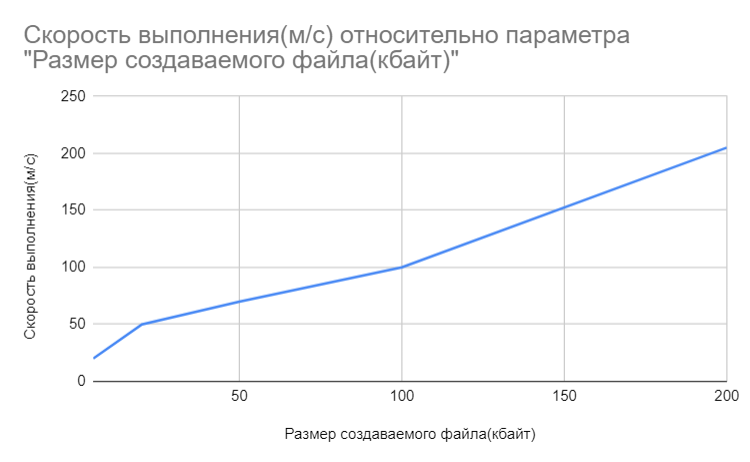 Скорость выполнения(м/с) относительно параметра
"Размер создаваемого файла(кбайт)"
250
200
150
100
50
0
Скорость выполнения(м/с)
50 100 150 200
Размер создаваемого файла(кбайт)